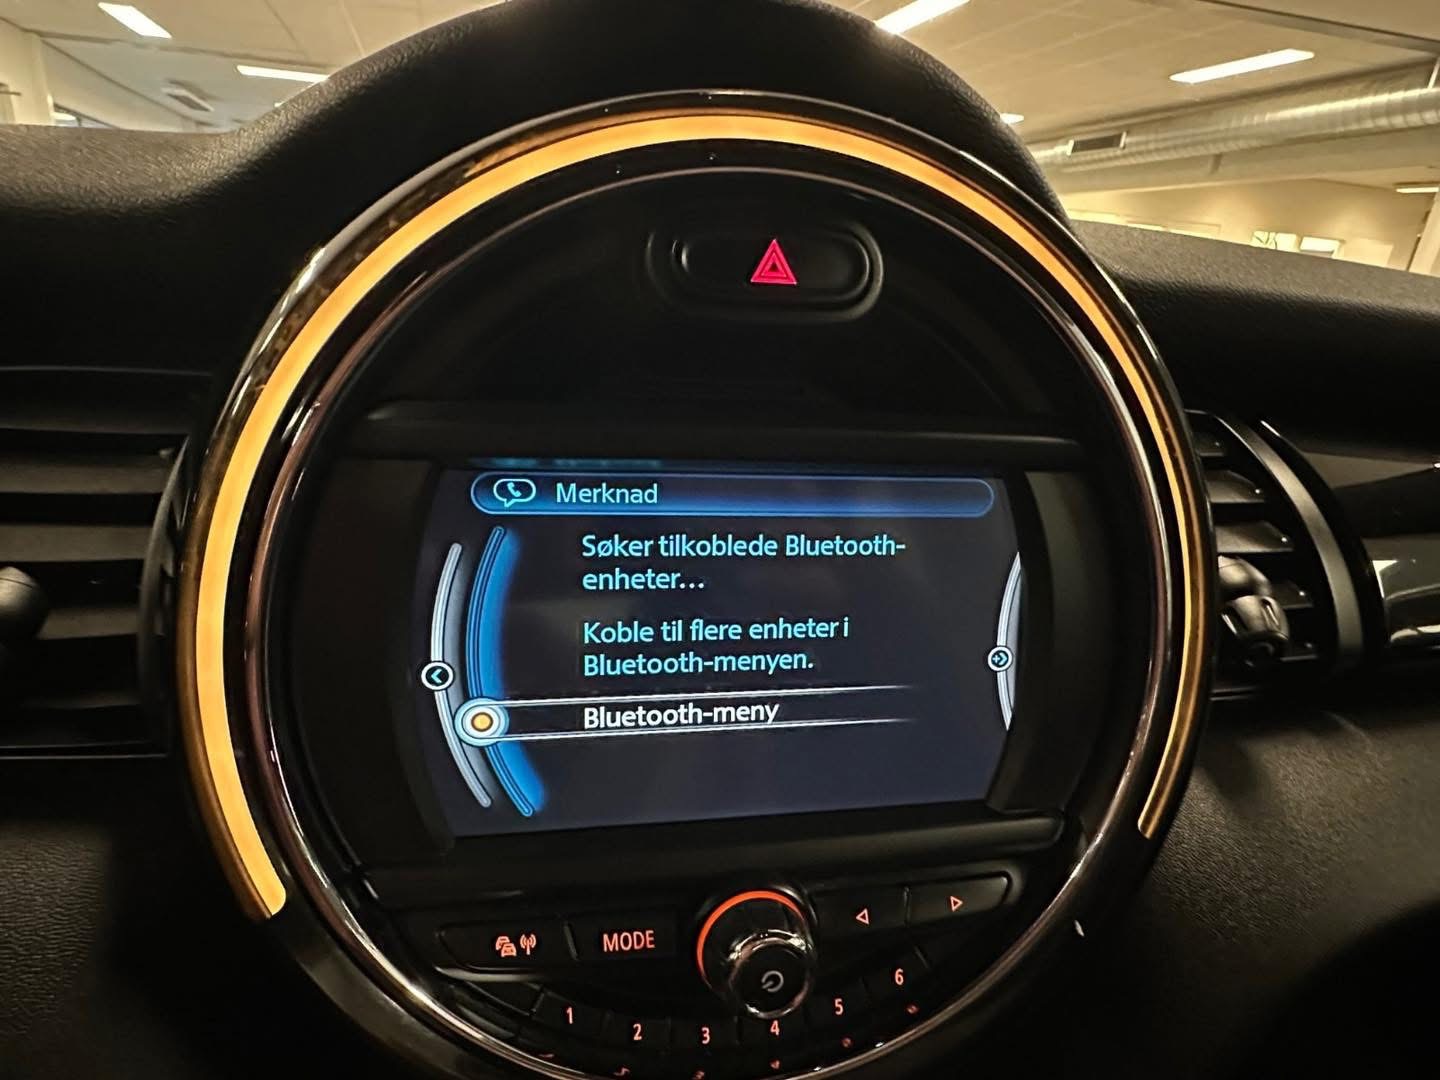 Merknad
Søker tilkoblede Bluetooth-
enheter...
Koble til flere enheter i
Bluetooth-menyen.
Bluetooth-meny
MODE
1 2 3 4 5 6